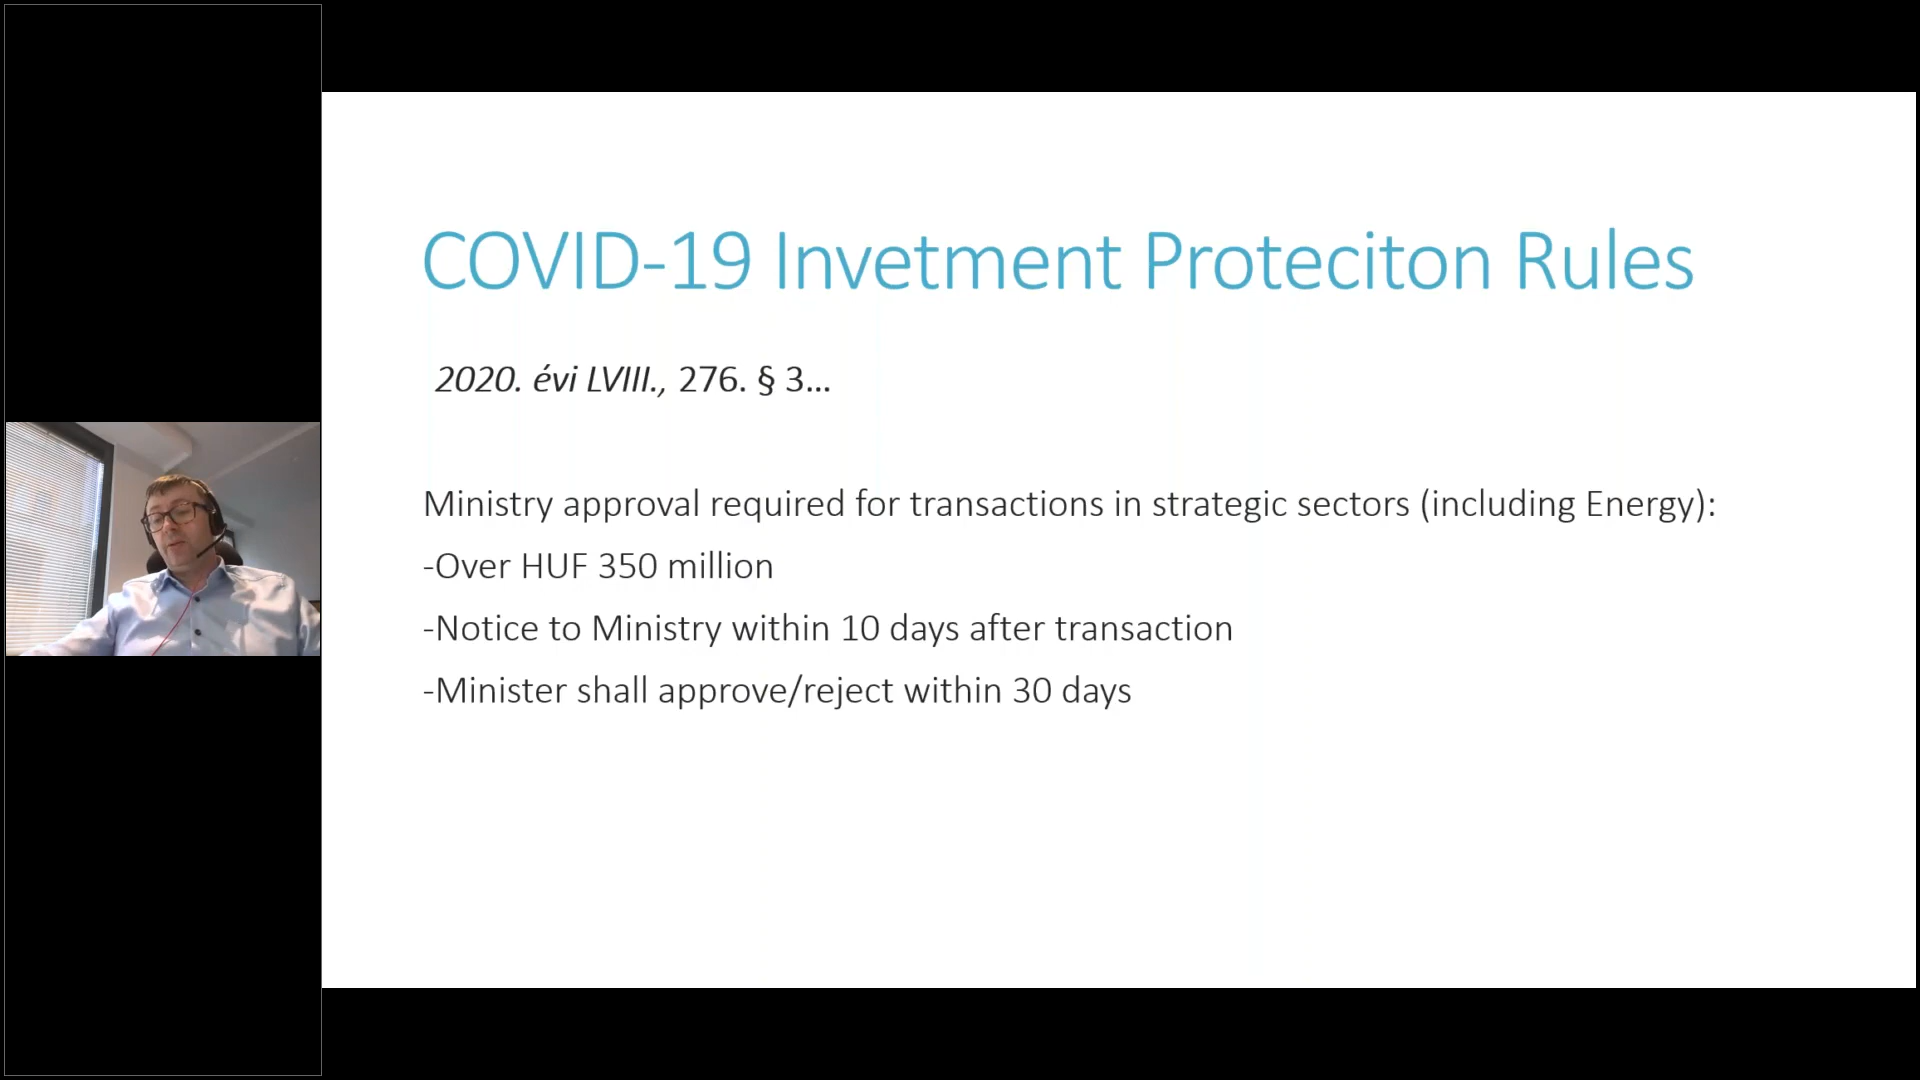 COVID-19 Invetment Proteciton Rules
2020. évi LVIII., 276. § 3...
Ministry approval required for transactions in strategic sectors (including Energy):
-Over HUF 350 million
-Notice to Ministry within 10 days after transaction
-Minister shall approve/reject within 30 days